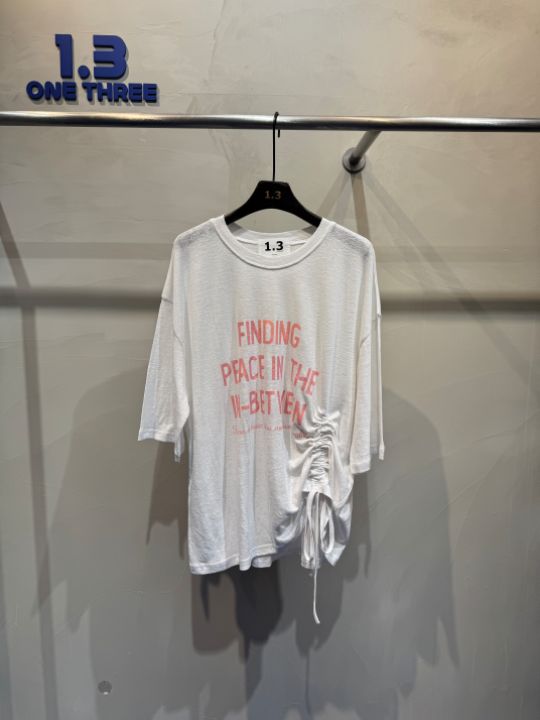 1.3
ONE THREE
1.3
1.3
FINDING
PEACE IN THE
IN-BETWEEN